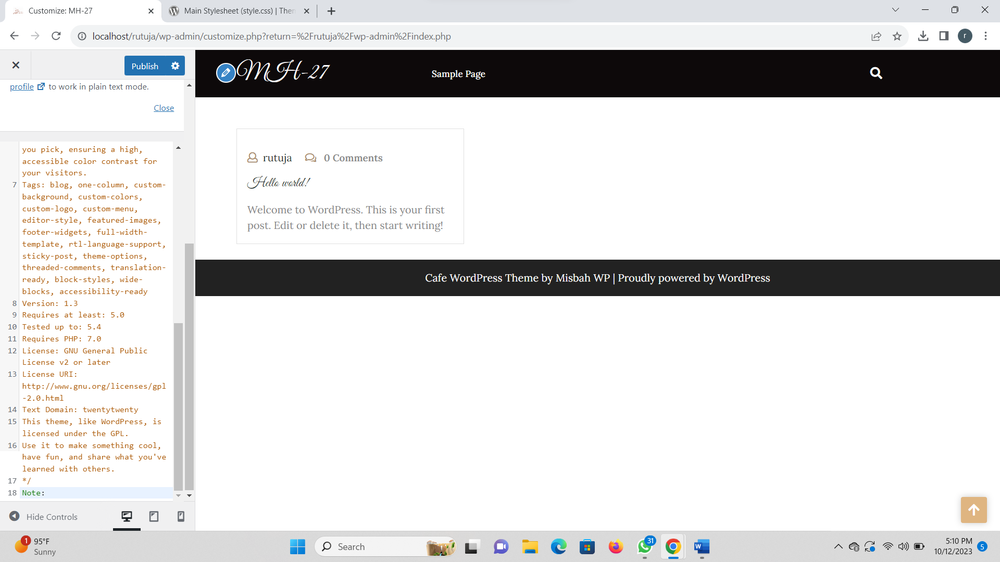 Customize: MH-27
Main Stylesheet (style.css) | Then
localhost/rutuja/wp-admin/customize.php?return=%2Frutuja%2Fwp-admin%2Findex.php
r
Publish
profile to work in plain text mode.
Close
you pick, ensuring a high,
accessible color contrast for
your visitors.
7 Tags: blog, one-column, custom-
background, custom-colors,
custom-logo, custom-menu,
editor-style, featured-images,
footer-widgets, full-width-
template, rtl-language-support,
sticky-post, theme-options,
threaded-comments, translation-
ready, block-styles, wide-
blocks, accessibility-ready
8 Version: 1.3
9 Requires at least: 5.0
10 Tested up to: 5.4
11 Requires PHP: 7.0
12 License: GNU General Public
License v2 or later
13 License URI:
http://www.gnu.org/licenses/gpl
-2.0.html
14 Text Domain: twentytwenty
15 This theme, like WordPress, is
licensed under the GPL.
16 Use it to make something cool,
have fun, and share what you've
learned with others.
17 */
18 Note:
Hide Controls
MH-27
Sample Page
rutuja 0 Comments
Hello world!
Welcome to WordPress. This is your first
post. Edit or delete it, then start writing!
Cafe WordPress Theme by Misbah WP | Proudly powered by WordPress
1
95°F
Sunny
Search
31
W
5:10 PM
10/12/2023
5